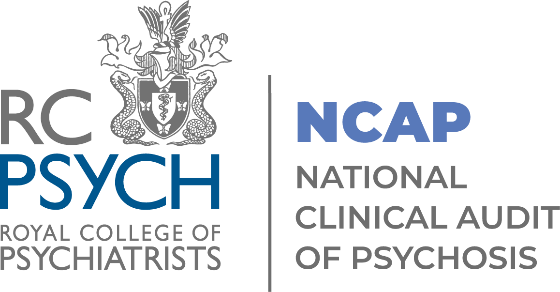 RC
PSYCH
ROYAL COLLEGE OF
PSYCHIATRISTS
NCAP
NATIONAL
CLINICAL AUDIT
OF PSYCHOSIS